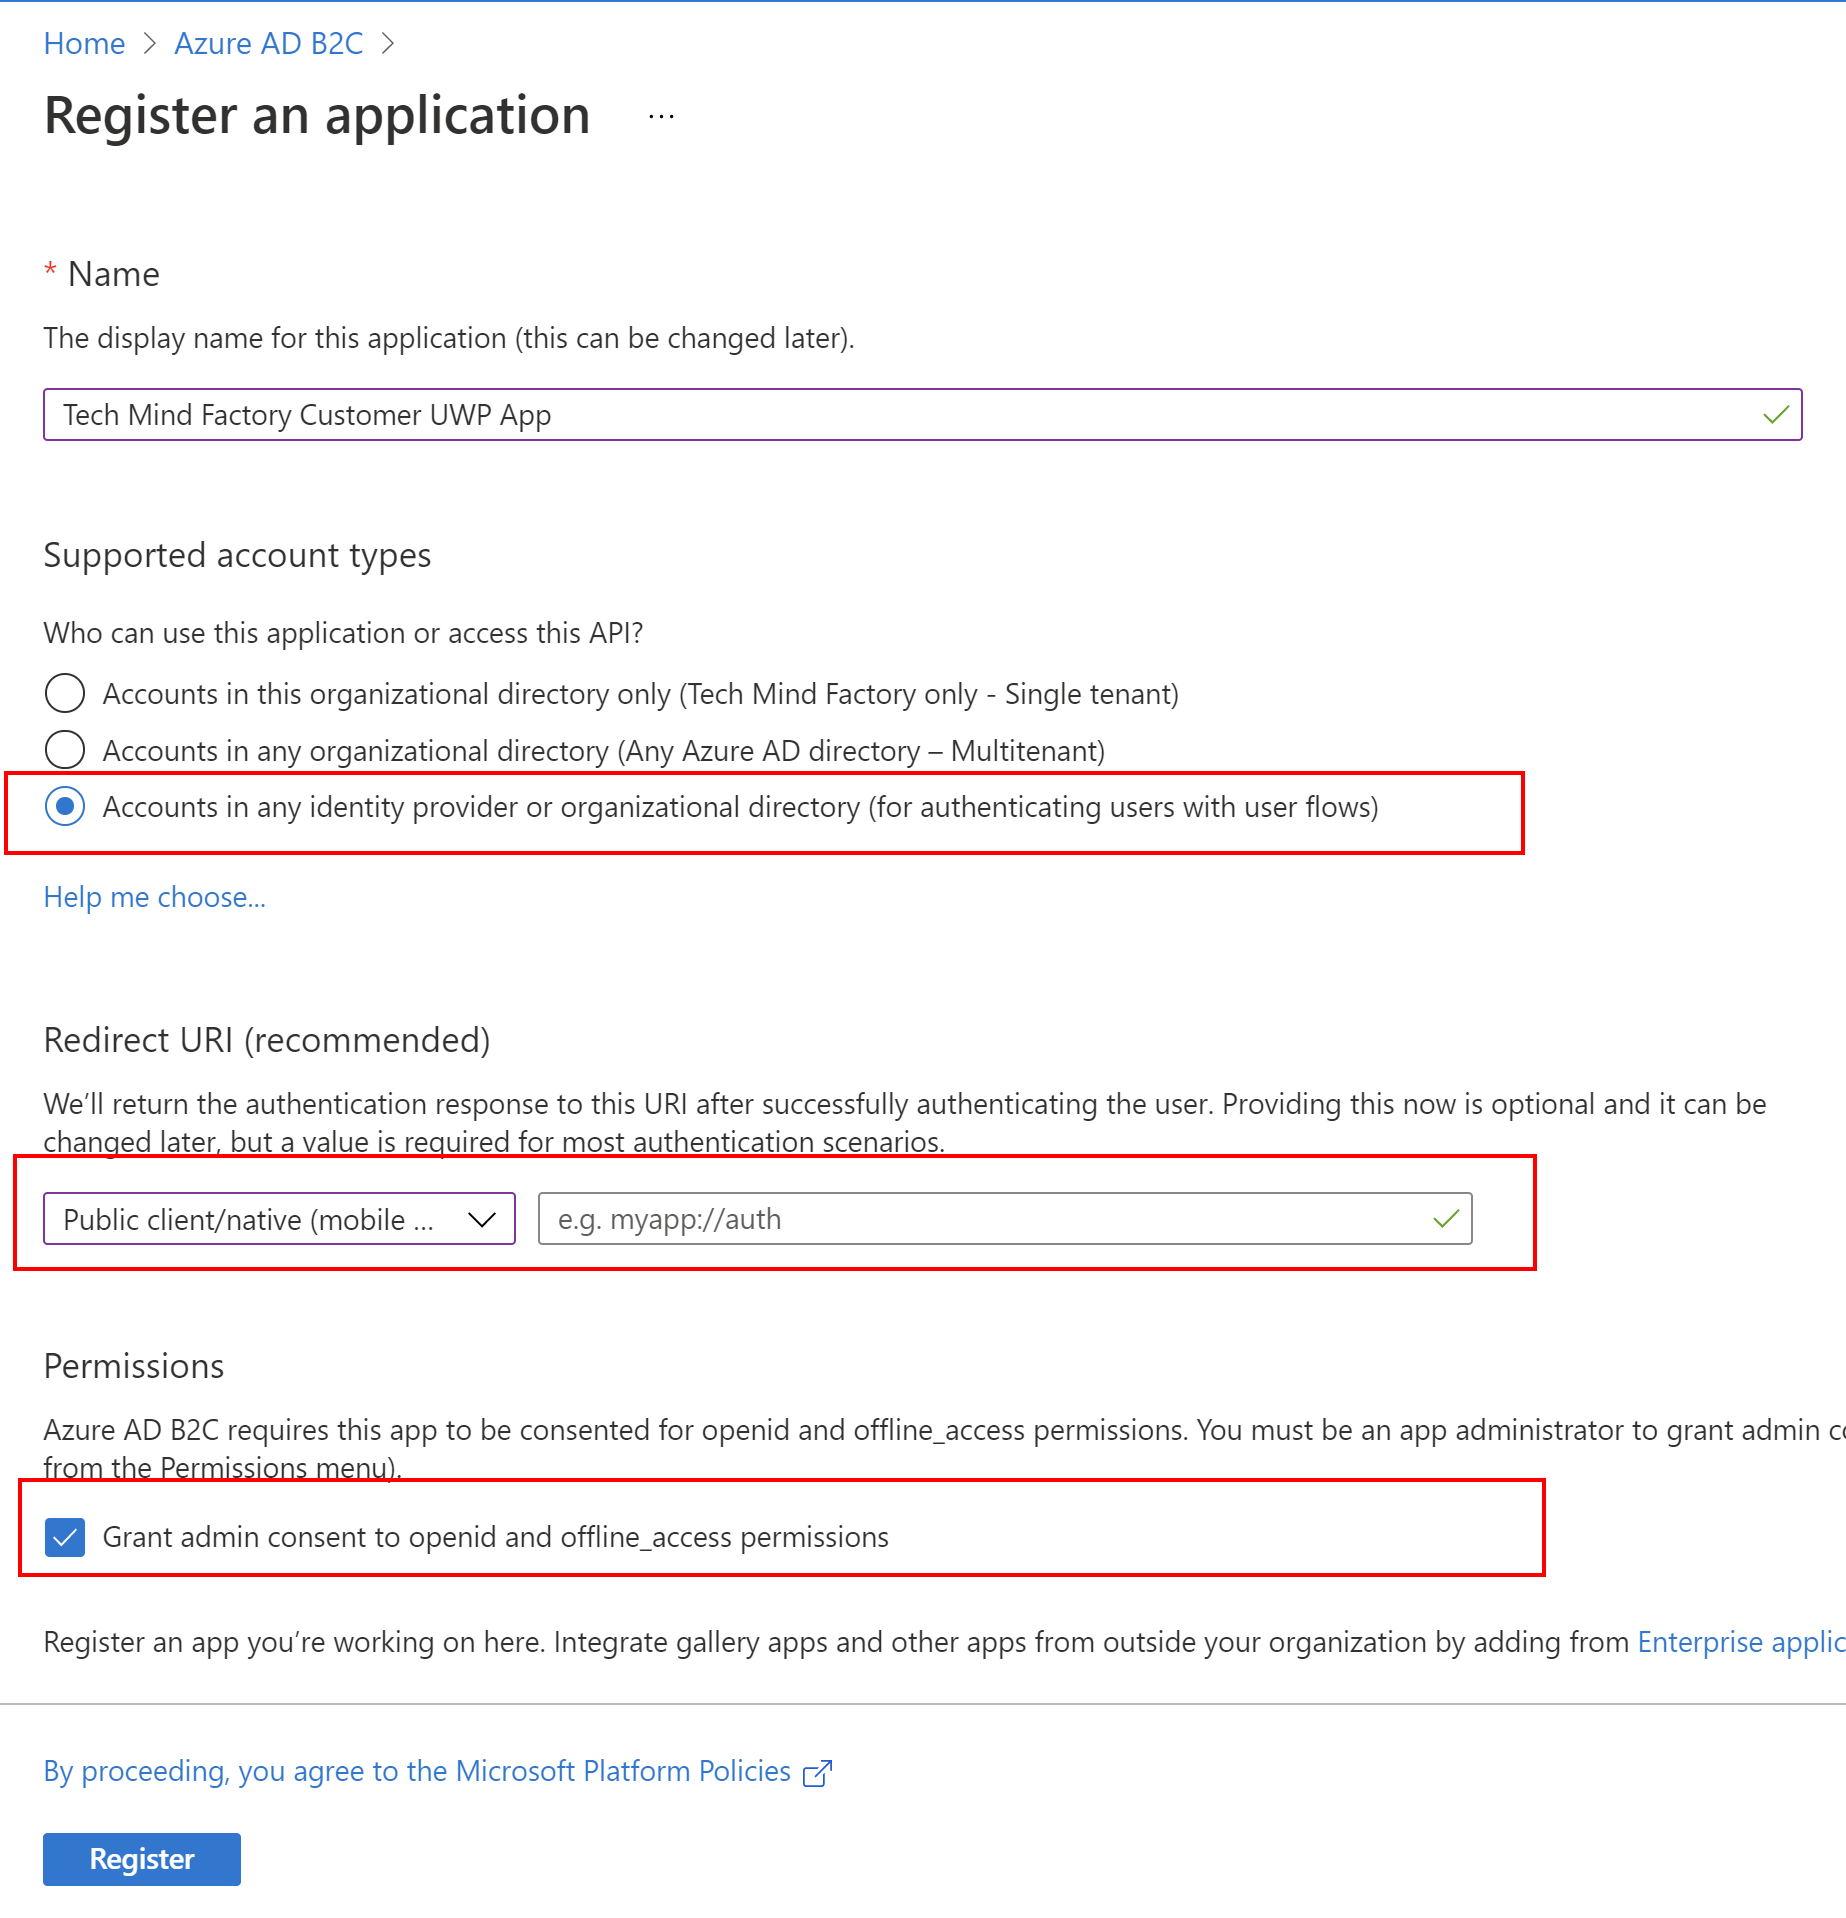 Home > Azure AD B2C >
Register an application ...
* Name
The display name for this application (this can be changed later).
Tech Mind Factory Customer UWP App
Supported account types
Who can use this application or access this API?
Accounts in this organizational directory only (Tech Mind Factory only - Single tenant)
Accounts in any organizational directory (Any Azure AD directory – Multitenant)
Accounts in any identity provider or organizational directory (for authenticating users with user flows)
Help me choose...
Redirect URI (recommended)
We’ll return the authentication response to this URI after successfully authenticating the user. Providing this now is optional and it can be
changed later, but a value is required for most authentication scenarios.
Public client/native (mobile ... e.g. myapp://auth
Permissions
Azure AD B2C requires this app to be consented for openid and offline_access permissions. You must be an app administrator to grant admin
from the Permissions menu).
Grant admin consent to openid and offline_access permissions
Register an app you’re working on here. Integrate gallery apps and other apps from outside your organization by adding from Enterprise
By proceeding, you agree to the Microsoft Platform Policies
Register